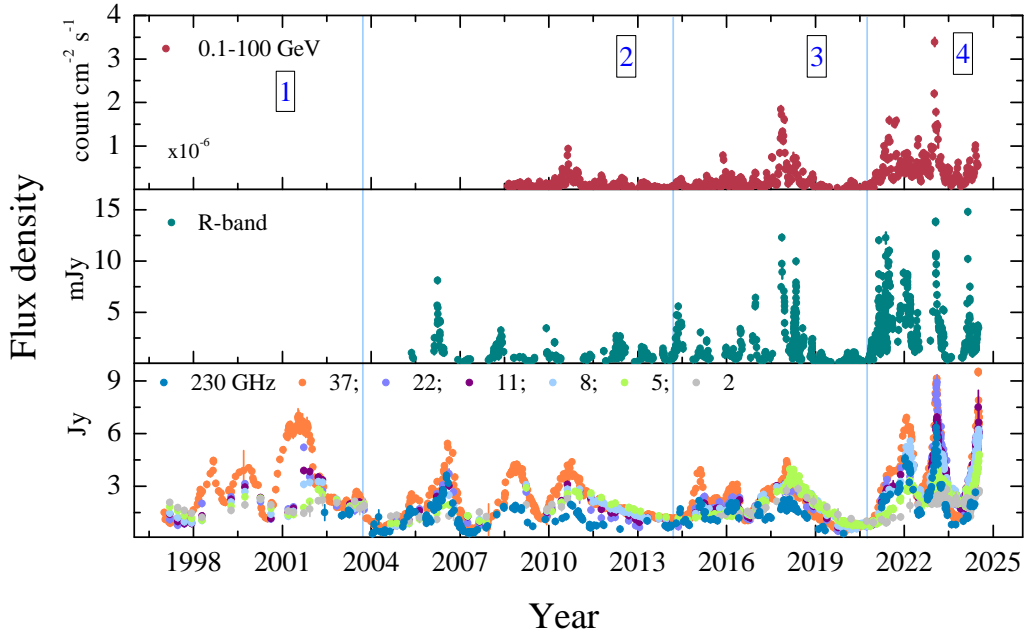 Flux density
count cm-2 s-1
4
3
2
1
0.1-100 GeV
x10-6
1
2
3
4
mJy
15
10
5
R-band
Jy
9
6
3
230 GHz 37; 22; 11; 8; 5; 2
1998 2001 2004 2007 2010 2013 2016 2019 2022 2025
Year